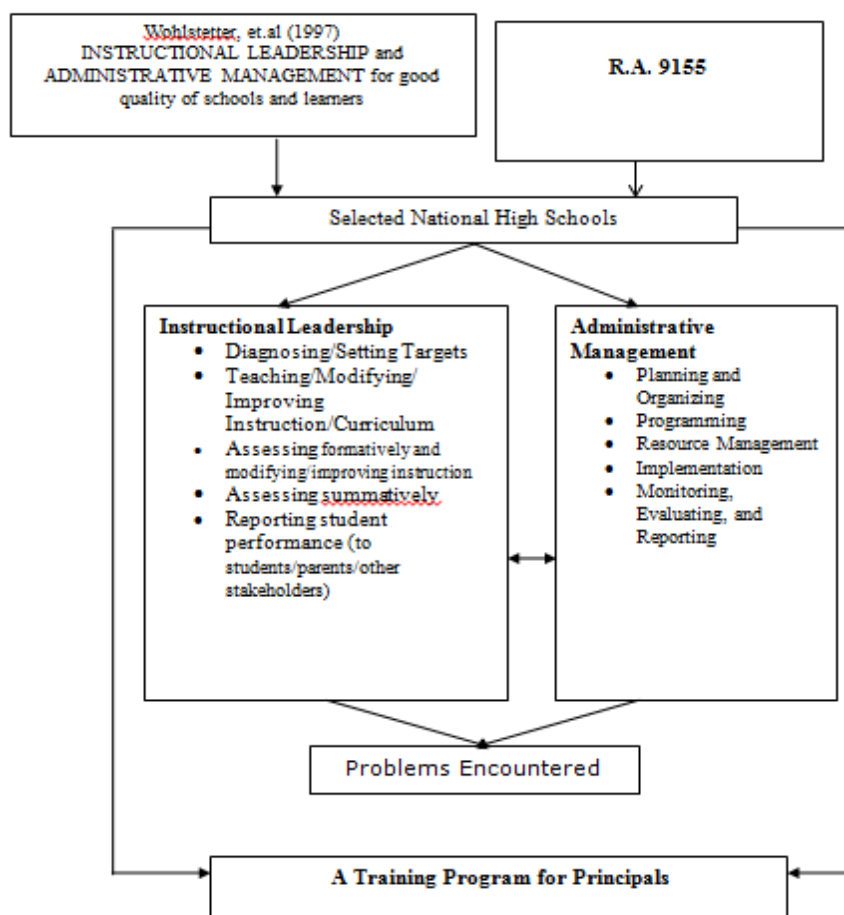 Wohlstetter, et.al (1997)
INSTRUCTIONAL LEADERSHIP and
ADMINISTRATIVE MANAGEMENT for good
quality of schools and learners
R.A. 9155
Selected National High Schools
Instructional Leadership
• Diagnosing/Setting Targets
• Teaching/Modifying/
Improving
Instruction/Curriculum
• Assessing formatively and
modifying/improving instruction
• Assessing summatively
• Reporting student
performance (to
students/parents/other
stakeholders)
Administrative
Management
• Planning and
Organizing
• Programming
• Resource Management
• Implementation
• Monitoring,
Evaluating, and
Reporting
Problems Encountered
A Training Program for Principals